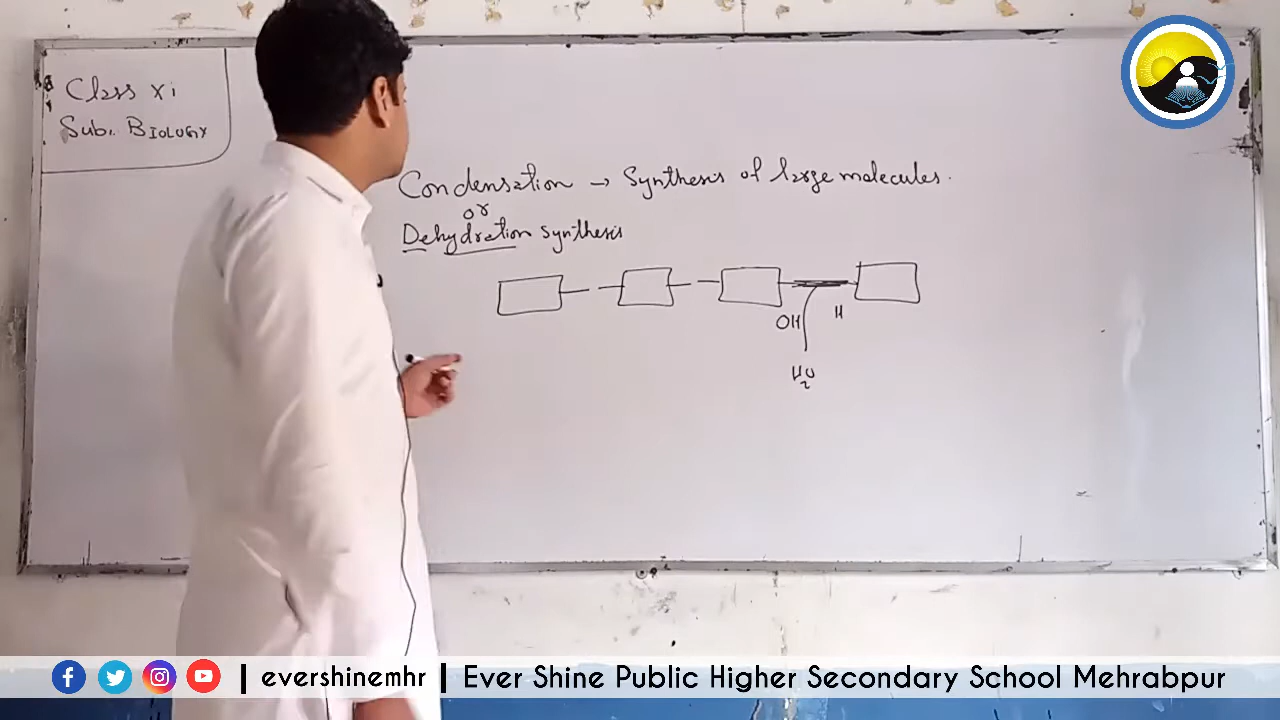 Class xi
Sub. BIOLOGY
Condensation → Synthesis of large molecules.
or
Dehydration synthesis
OH H
H2O
| evershinemhr | Ever Shine Public Higher Secondary School Mehrabpur